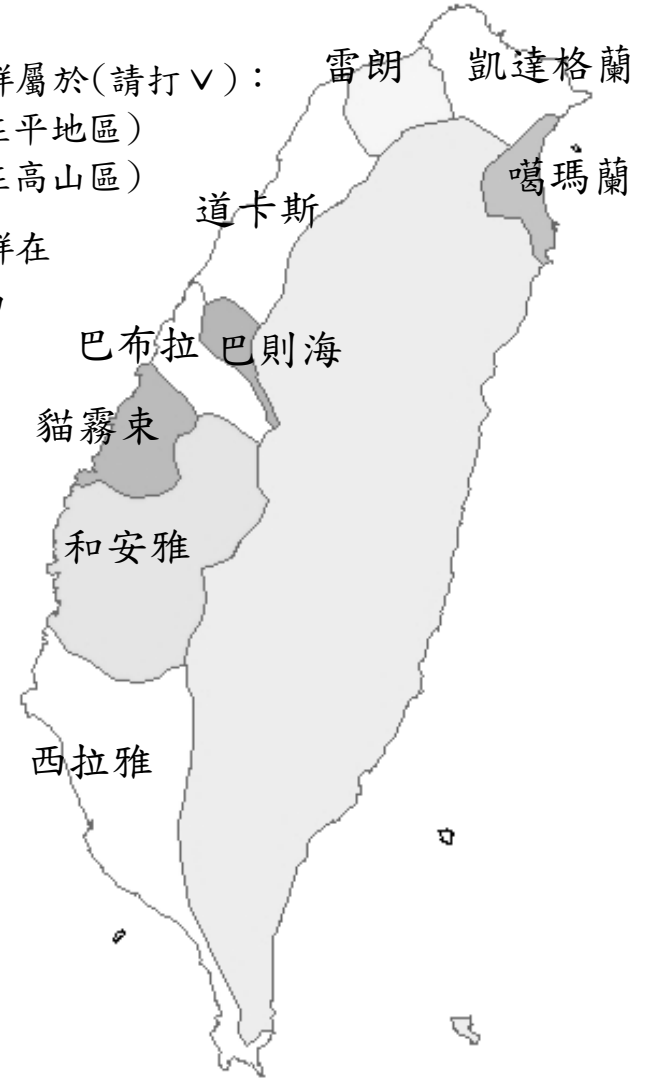 群屬於(請打∨)：
在平地區)
在高山區)
群在
雷朗
凱達格蘭
噶瑪蘭
道卡斯
巴布拉
巴則海
貓霧束
和安雅
西拉雅